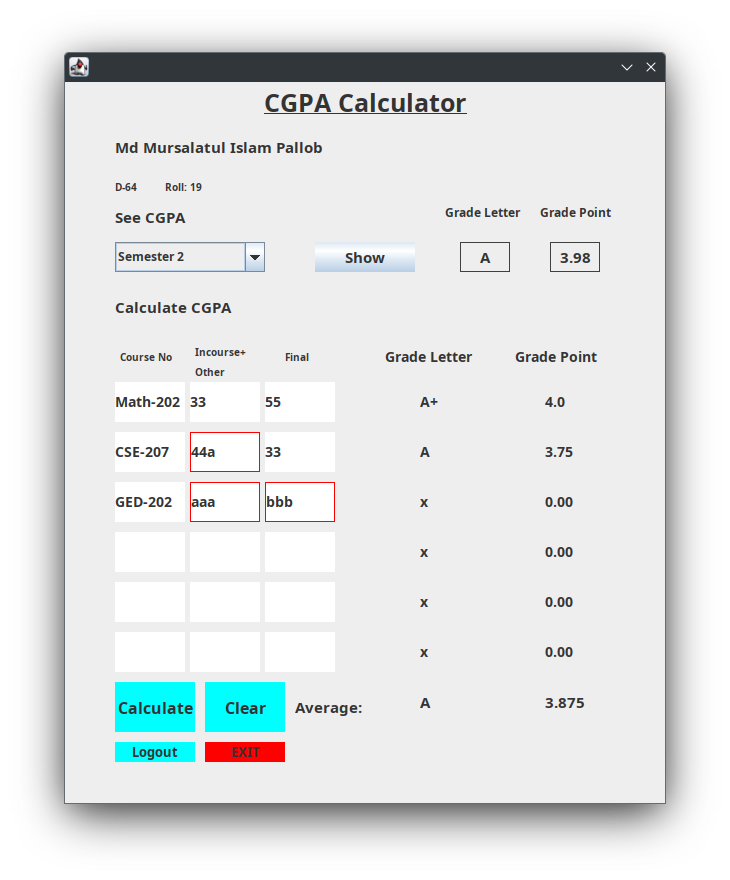 CGPA Calculator
Md Mursalatul Islam Pallob
D-64 Roll: 19
See CGPA Grade Letter Grade Point
Semester 2 Show A 3.98
Calculate CGPA
Course No Incourse+ Final Grade Letter Grade Point
Other
Math-202 33 55 A+ 4.0
CSE-207 44a 33 A 3.75
GED-202 aaa bbb x 0.00
x 0.00
x 0.00
x 0.00
Calculate Clear Average: A 3.875
Logout EXIT